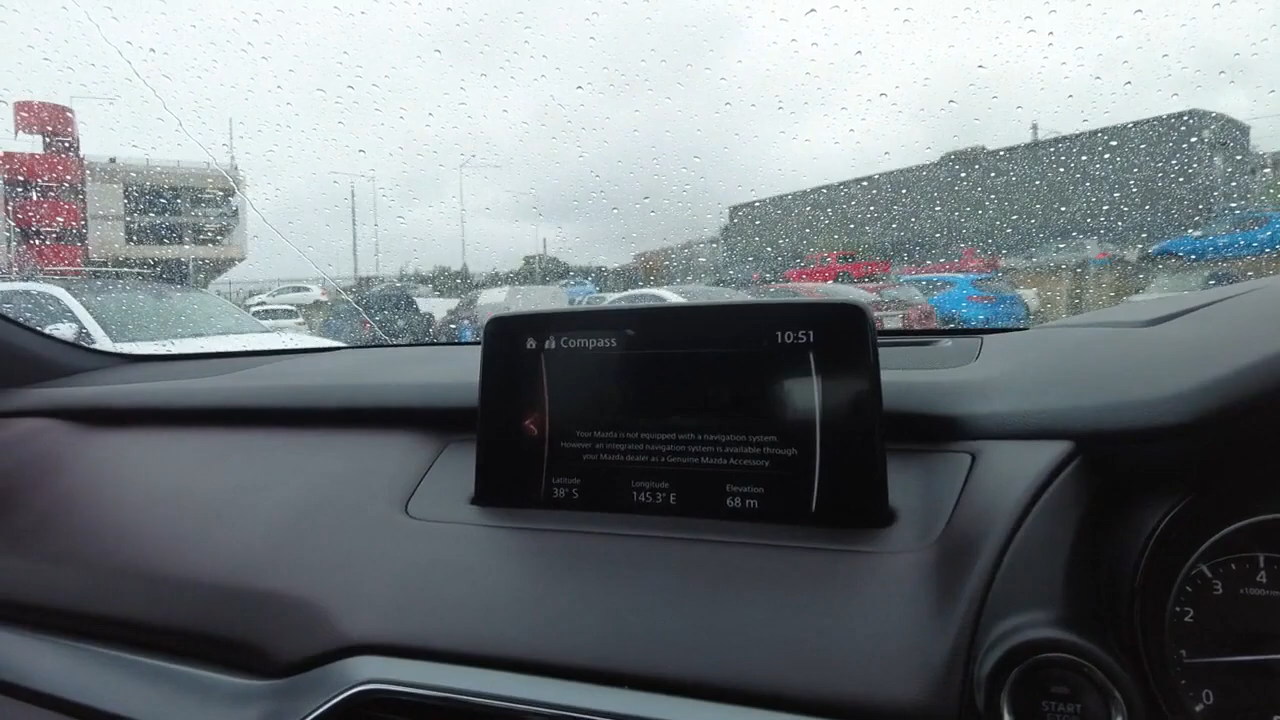 Compass 10:51
Your Mazda is not equipped with a navigation system.
However an integrated navigation system is available through
your Mazda dealer as a Genuine Mazda Accessory
Latitude Longitude Elevation
38° S 145.3° E 68 m
4
3
x1000r/m
2
1
0
START
STOP